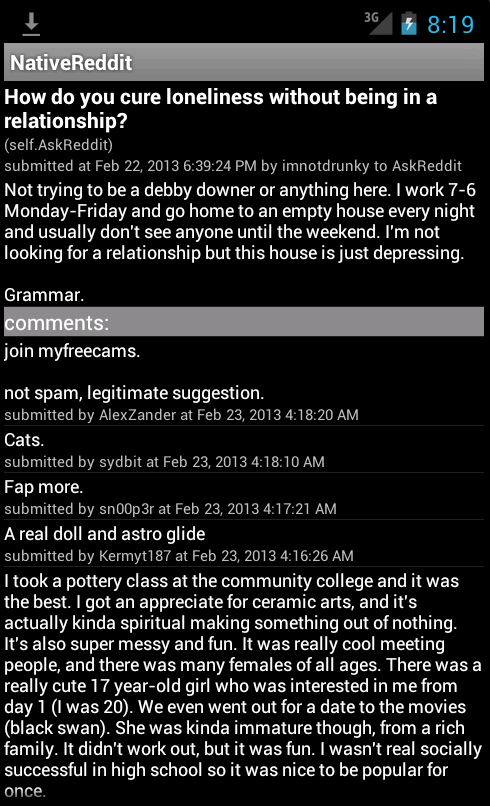 3G 8:19
NativeReddit
How do you cure loneliness without being in a
relationship?
(self.AskReddit)
submitted at Feb 22, 2013 6:39:24 PM by imnotdrunky to AskReddit
Not trying to be a debby downer or anything here. I work 7-6
Monday-Friday and go home to an empty house every night
and usually don't see anyone until the weekend. I'm not
looking for a relationship but this house is just depressing.
Grammar.
comments:
join myfreecams.
not spam, legitimate suggestion.
submitted by AlexZander at Feb 23, 2013 4:18:20 AM
Cats.
submitted by sydbit at Feb 23, 2013 4:18:10 AM
Fap more.
submitted by sn00p3r at Feb 23, 2013 4:17:21 AM
A real doll and astro glide
submitted by Kermyt187 at Feb 23, 2013 4:16:26 AM
I took a pottery class at the community college and it was
the best. I got an appreciate for ceramic arts, and it's
actually kinda spiritual making something out of nothing.
It's also super messy and fun. It was really cool meeting
people, and there was many females of all ages. There was a
really cute 17 year-old girl who was interested in me from
day 1 (I was 20). We even went out for a date to the movies
(black swan). She was kinda immature though, from a rich
family. It didn't work out, but it was fun. I wasn't real socially
successful in high school so it was nice to be popular for
once.